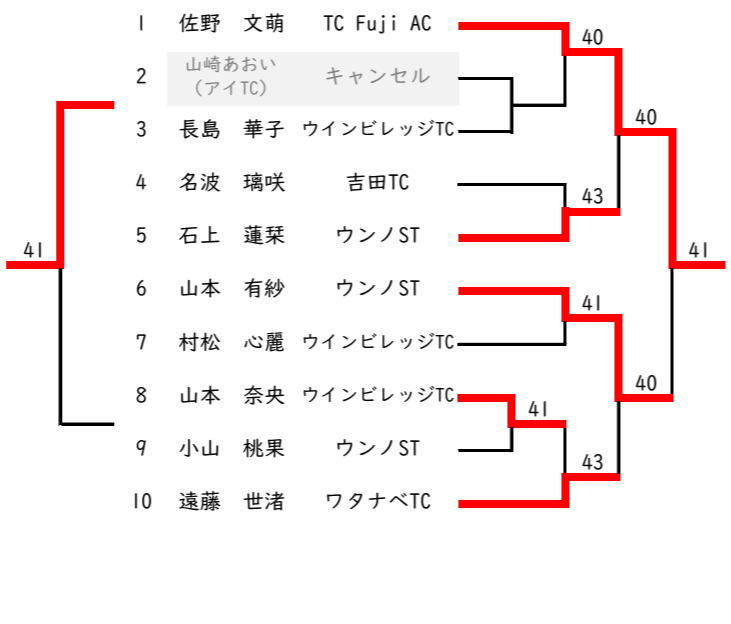 1 佐野 文萌 TC Fuji AC
40
2 山崎あおい キャンセル
（アイTC）
3 長島 華子 ウインビレッジTC
40
4 名波 璃咲 吉田TC
43
5 石上 蓮栞 ウンノST
41
41
6 山本 有紗 ウンノST
41
7 村松 心麗 ウインビレッジTC
40
8 山本 奈央 ウインビレッジTC
41
9 小山 桃果 ウンノST
43
10 遠藤 世渚 ワタナベTC